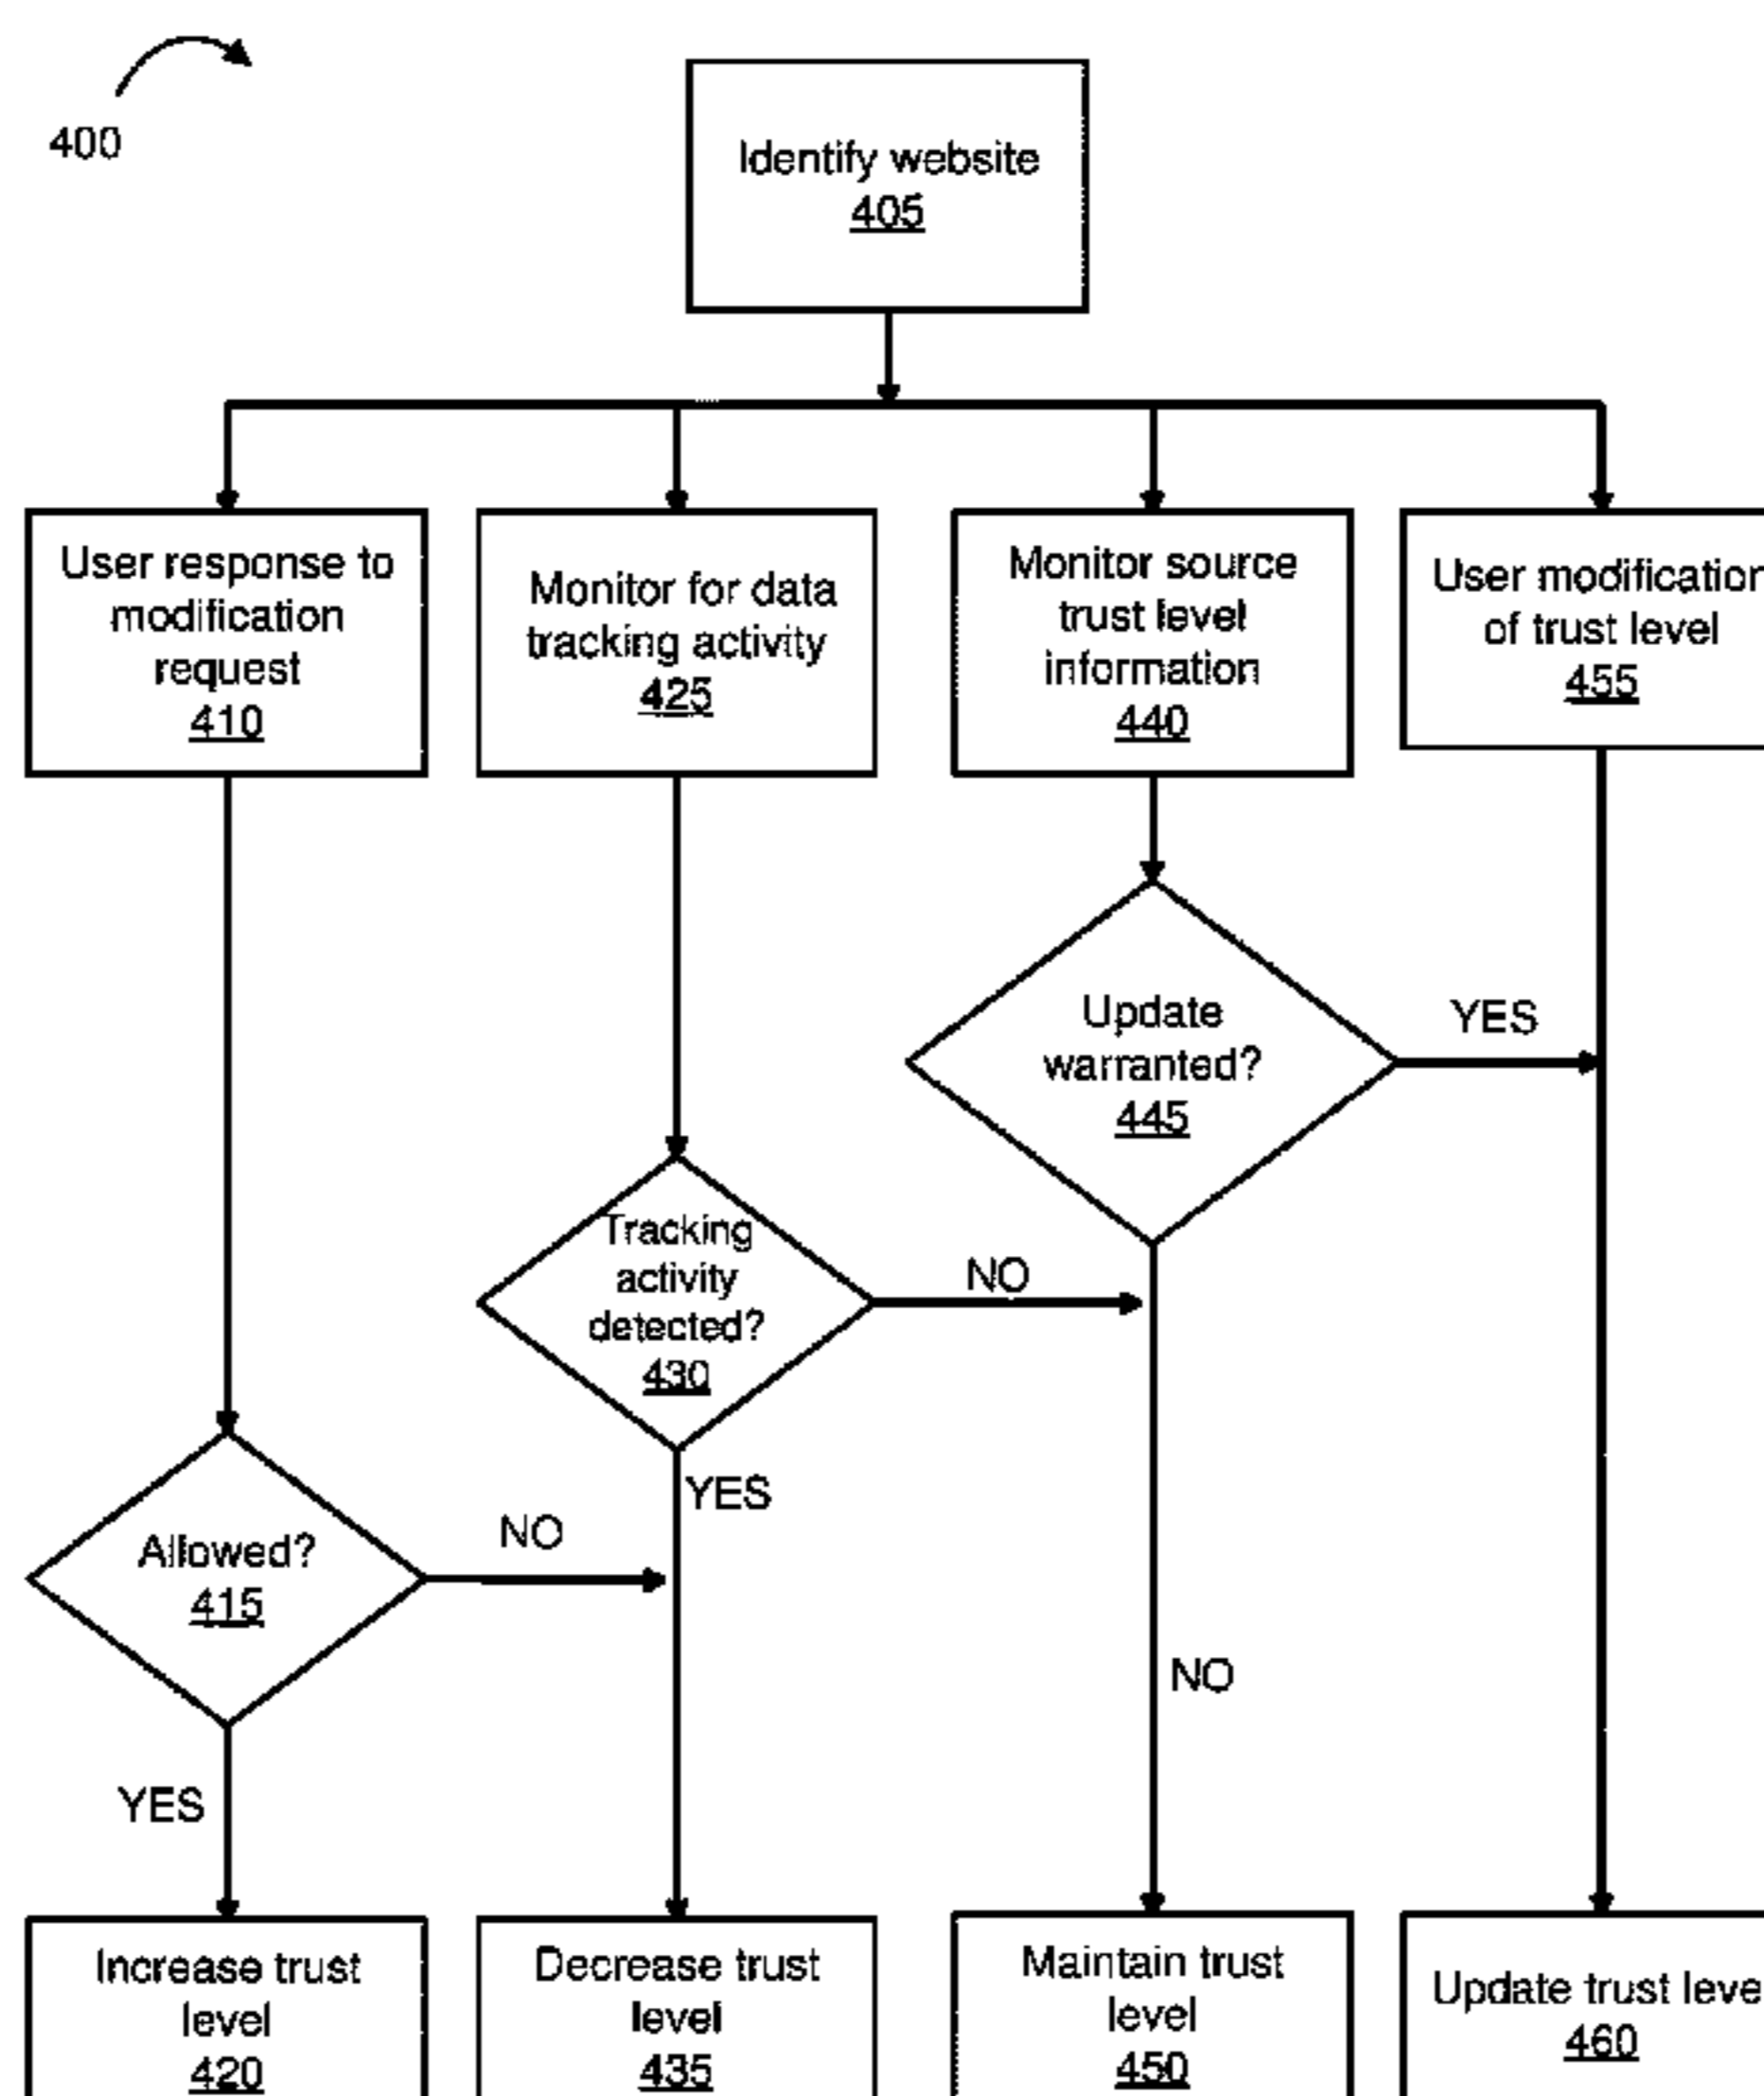 400
Identify website
405
User response to
modification
request
410
Monitor for data
tracking activity
425
Monitor source
trust level
information
440
User modification
of trust level
455
Update
warranted?
445
YES
Tracking
activity
detected?
430
NO
YES
Allowed?
415
NO
NO
YES
Increase trust
level
420
Decrease trust
level
435
Maintain trust
level
450
Update trust leve
460